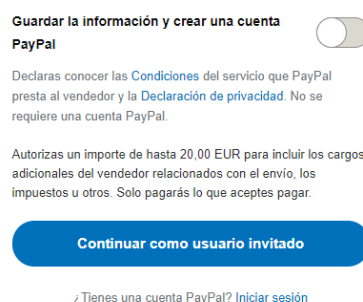 Guardar la información y crear una cuenta
PayPal
Declaras conocer las Condiciones del servicio que PayPal
presta al vendedor y la Declaración de privacidad. No se
requiere una cuenta PayPal.
Autorizas un importe de hasta 20,00 EUR para incluir los cargos
adicionales del vendedor relacionados con el envío, los
impuestos u otros. Solo pagarás lo que aceptes pagar.
Continuar como usuario invitado
¿Tienes una cuenta PayPal? Iniciar sesión